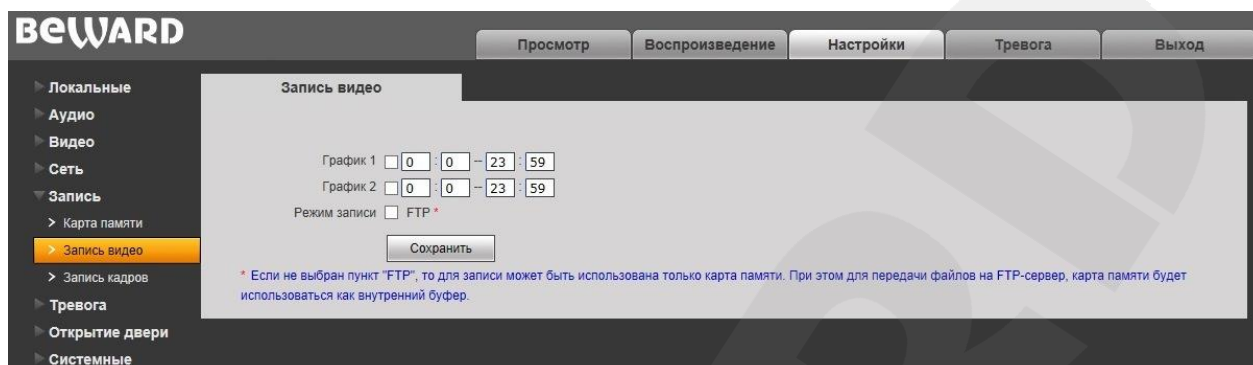 BEWARD
Просмотр Воспроизведение Настройки Тревога Выход
Локальные
Аудио
Видео
Сеть
Запись
> Карта памяти
> Запись видео
> Запись кадров
Тревога
Открытие двери
Системные
Запись видео
График 1 0 : 0 – 23 : 59
График 2 0 : 0 – 23 : 59
Режим записи FTP *
Сохранить
* Если не выбран пункт "FTP", то для записи может быть использована только карта памяти. При этом для передачи файлов на FTP-сервер, карта памяти будет
использоваться как внутренний буфер.